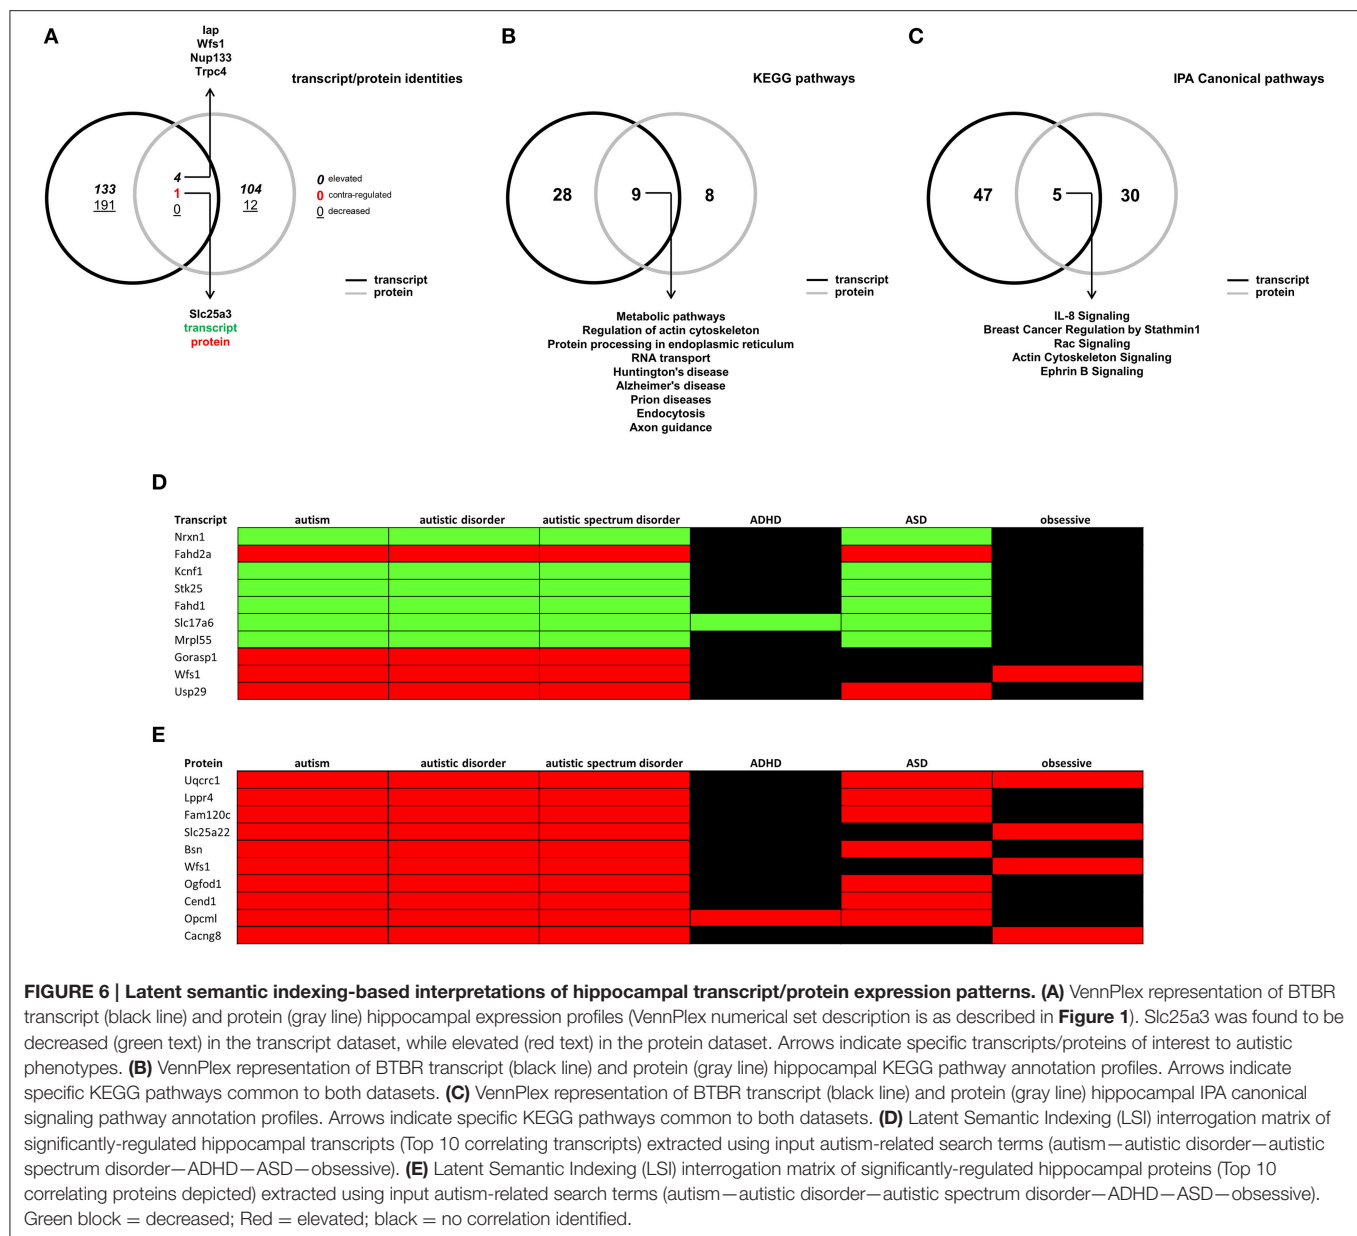 A
Iap
Wfs1
Nup133
Trpc4
transcript/protein identities
133
191
4
1
0
104
12
0 elevated
0 contra-regulated
0 decreased
transcript
protein
Slc25a3
transcript
protein
B
KEGG pathways
28
9
8
transcript
protein
Metabolic pathways
Regulation of actin cytoskeleton
Protein processing in endoplasmic reticulum
RNA transport
Huntington's disease
Alzheimer's disease
Prion diseases
Endocytosis
Axon guidance
C
IPA Canonical pathways
47
5
30
transcript
protein
IL-8 Signaling
Breast Cancer Regulation by Stathmin1
Rac Signaling
Actin Cytoskeleton Signaling
Ephrin B Signaling
D
Transcript autism autistic disorder autistic spectrum disorder ADHD ASD obsessive
Nrxn1
Fahd2a
Kcnf1
Stk25
Fahd1
Slc17a6
Mrpl55
Gorasp1
Wfs1
Usp29
E
Protein autism autistic disorder autistic spectrum disorder ADHD ASD obsessive
Uqcrc1
Lppr4
Fam120c
Slc25a22
Bsn
Wfs1
Ogfod1
Cend1
Opcml
Cacng8
FIGURE 6 | Latent semantic indexing-based interpretations of hippocampal transcript/protein expression patterns. (A) VennPlex representation of BTBR
transcript (black line) and protein (gray line) hippocampal expression profiles (VennPlex numerical set description is as described in Figure 1). Slc25a3 was found to be
decreased (green text) in the transcript dataset, while elevated (red text) in the protein dataset. Arrows indicate specific transcripts/proteins of interest to autistic
phenotypes. (B) VennPlex representation of BTBR transcript (black line) and protein (gray line) hippocampal KEGG pathway annotation profiles. Arrows indicate
specific KEGG pathways common to both datasets. (C) VennPlex representation of BTBR transcript (black line) and protein (gray line) hippocampal IPA canonical
signaling pathway annotation profiles. Arrows indicate specific KEGG pathways common to both datasets. (D) Latent Semantic Indexing (LSI) interrogation matrix of
significantly-regulated hippocampal transcripts (Top 10 correlating transcripts) extracted using input autism-related search terms (autism—autistic disorder—autistic
spectrum disorder—ADHD—ASD—obsessive). (E) Latent Semantic Indexing (LSI) interrogation matrix of significantly-regulated hippocampal proteins (Top 10
correlating proteins depicted) extracted using input autism-related search terms (autism—autistic disorder—autistic spectrum disorder—ADHD—ASD—obsessive).
Green block = decreased; Red = elevated; black = no correlation identified.